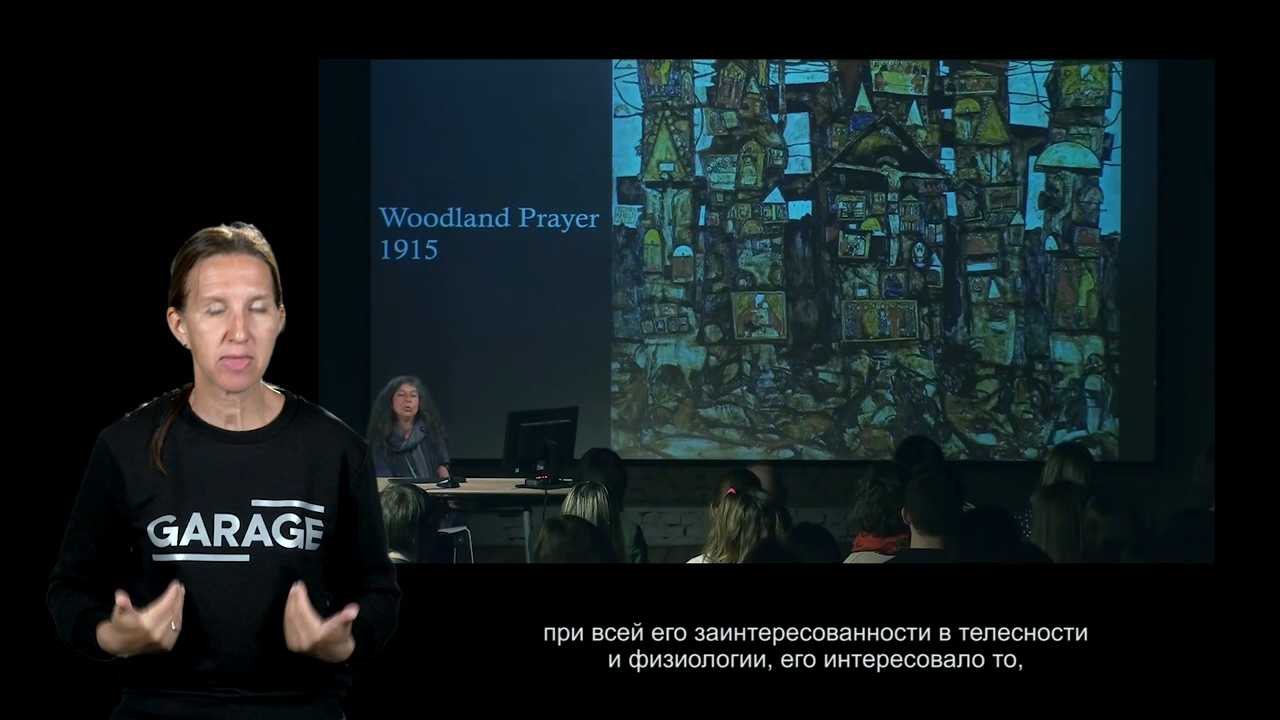 Woodland Prayer
1915
GARAGE
при всей его заинтересованности в телесности
и физиологии, его интересовало то,